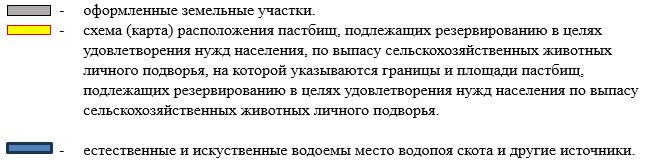 - оформленные земельные участки.
- схема (карта) расположения пастбищ, подлежащих резервированию в целях
удовлетворения нужд населения, по выпасу сельскохозяйственных животных
личного подворья, на которой указываются границы и площади пастбищ,
подлежащих резервированию в целях удовлетворения нужд населения по выпасу
сельскохозяйственных животных личного подворья.
- естественные и искуственные водоемы место водопоя скота и другие источники.